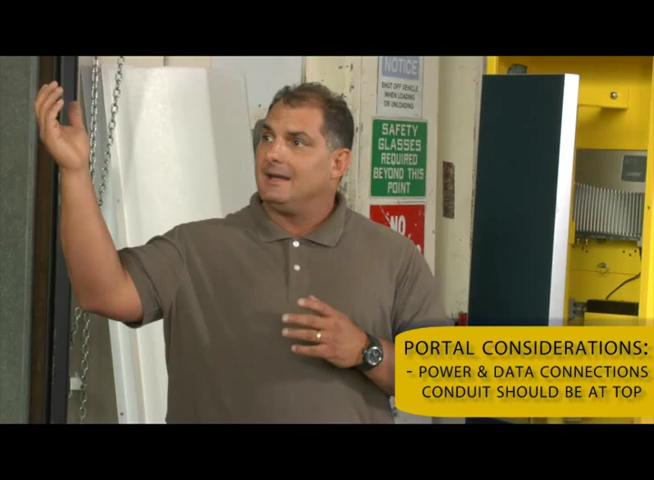 NOTICE
SHUT OFF VEHICLE
WHEN LOADING
OR UNLOADING
SAFETY
GLASSES
REQUIRED
BEYOND THIS
POINT
NO
PORTAL CONSIDERATIONS:
- POWER & DATA CONNECTIONS
CONDUIT SHOULD BE AT TOP